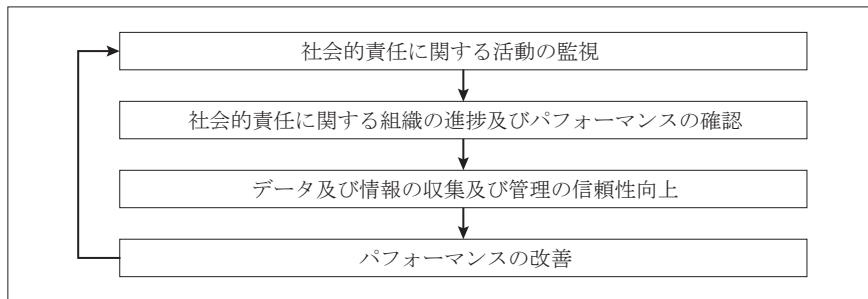 社会的責任に関する活動の監視
社会的責任に関する組織の進捗及びパフォーマンスの確認
データ及び情報の収集及び管理の信頼性向上
パフォーマンスの改善